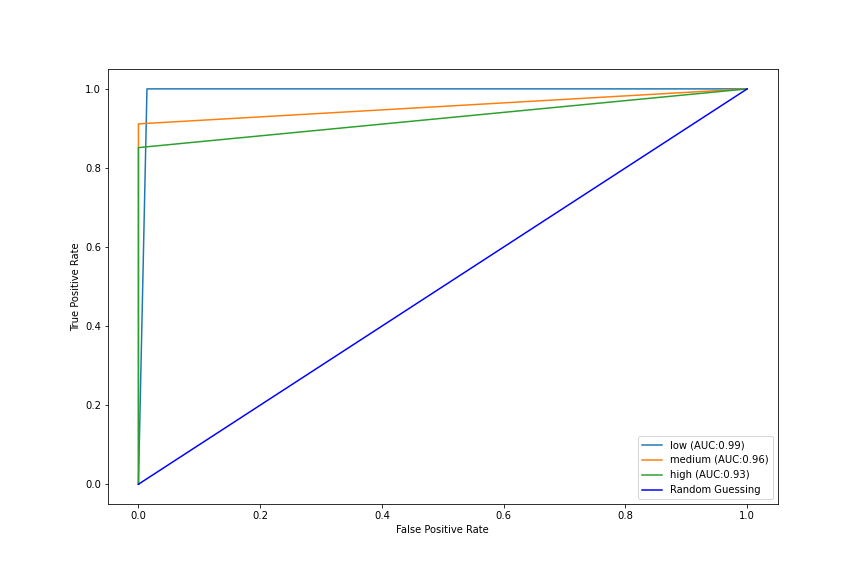 1.0
0.8
0.6
0.4
0.2
0.0
True Positive Rate
low (AUC:0.99)
medium (AUC:0.96)
high (AUC:0.93)
Random Guessing
0.0 0.2 0.4 0.6 0.8 1.0
False Positive Rate